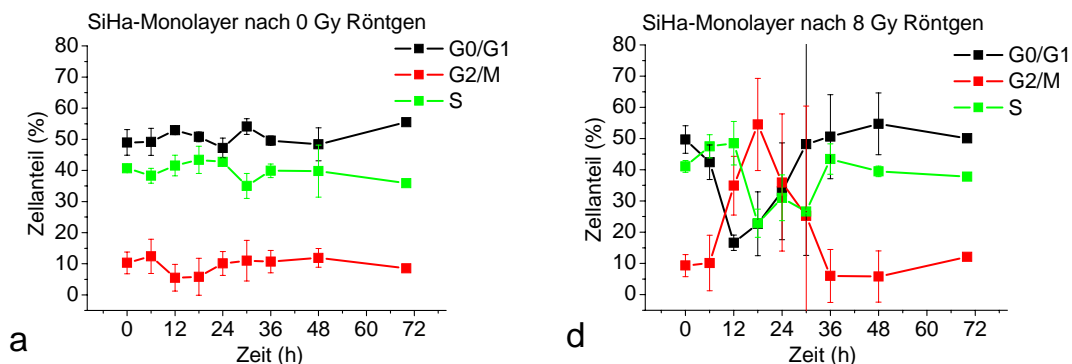 SiHa-Monolayer nach 0 Gy Röntgen
80
70
60
50
40
30
20
10
0
Zellanteil (%)
G0/G1
G2/M
S
0 12 24 36 48 60 72
Zeit (h)
a
SiHa-Monolayer nach 8 Gy Röntgen
80
70
60
50
40
30
20
10
0
Zellanteil (%)
G0/G1
G2/M
S
0 12 24 36 48 60 72
Zeit (h)
d